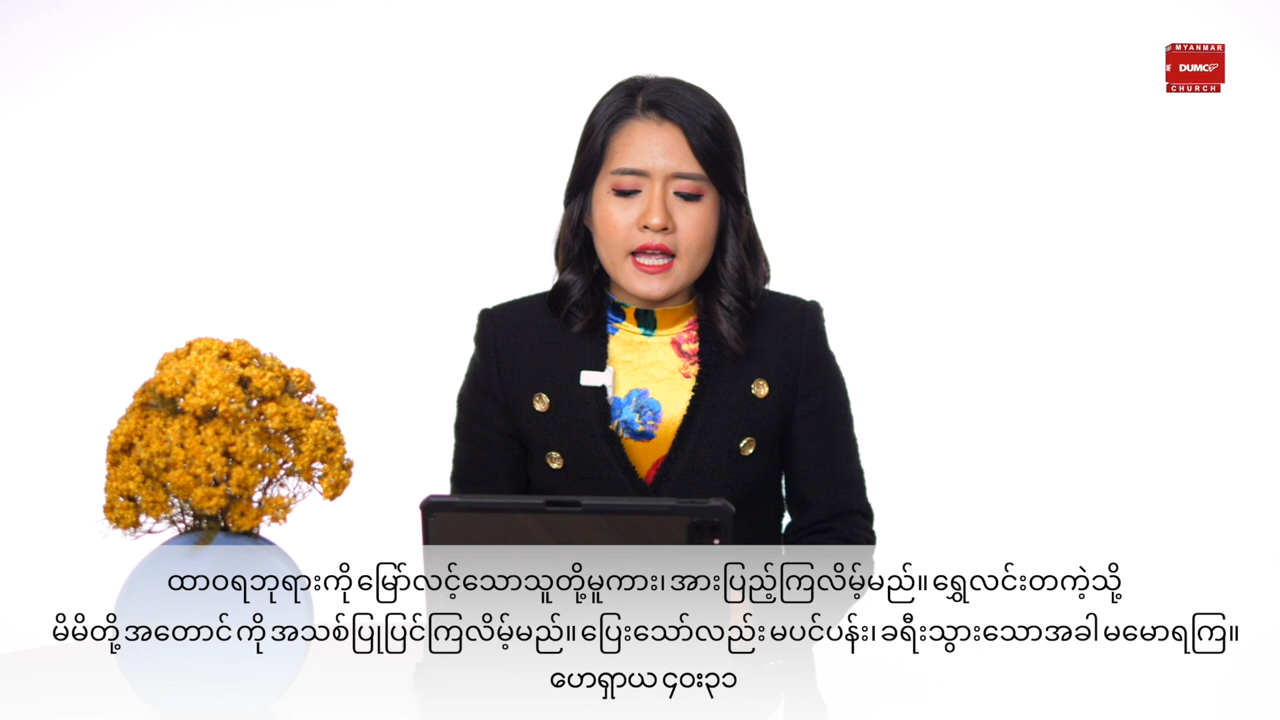 MYANMAR
DUMC
CHURCH
ထာဝရဘုရားကို မြော်လင့်သောသူတို့မူကား၊ အားပြည့်ကြလိမ့်မည်။ ရွှေလင်းတကဲ့သို့
မိမိတို့အတောင်ကို အသစ်ပြုပြင်ကြလိမ့်မည်။ ပြေးသော်လည်း မပင်ပန်း၊ ခရီးသွားသောအခါ မမောရကြ။
ဟေရှာယ ၄၀း၃၁